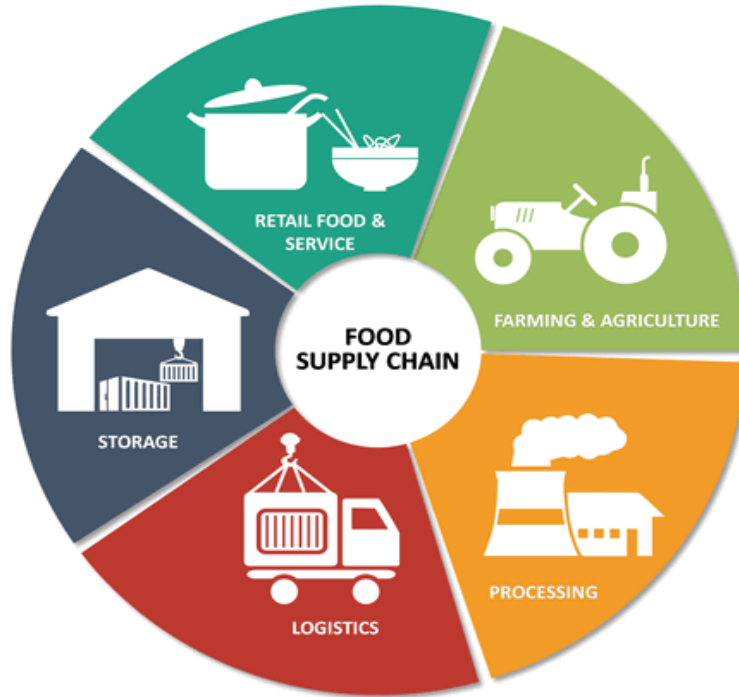 RETAIL FOOD &
SERVICE
FARMING & AGRICULTURE
FOOD
SUPPLY CHAIN
STORAGE
PROCESSING
LOGISTICS